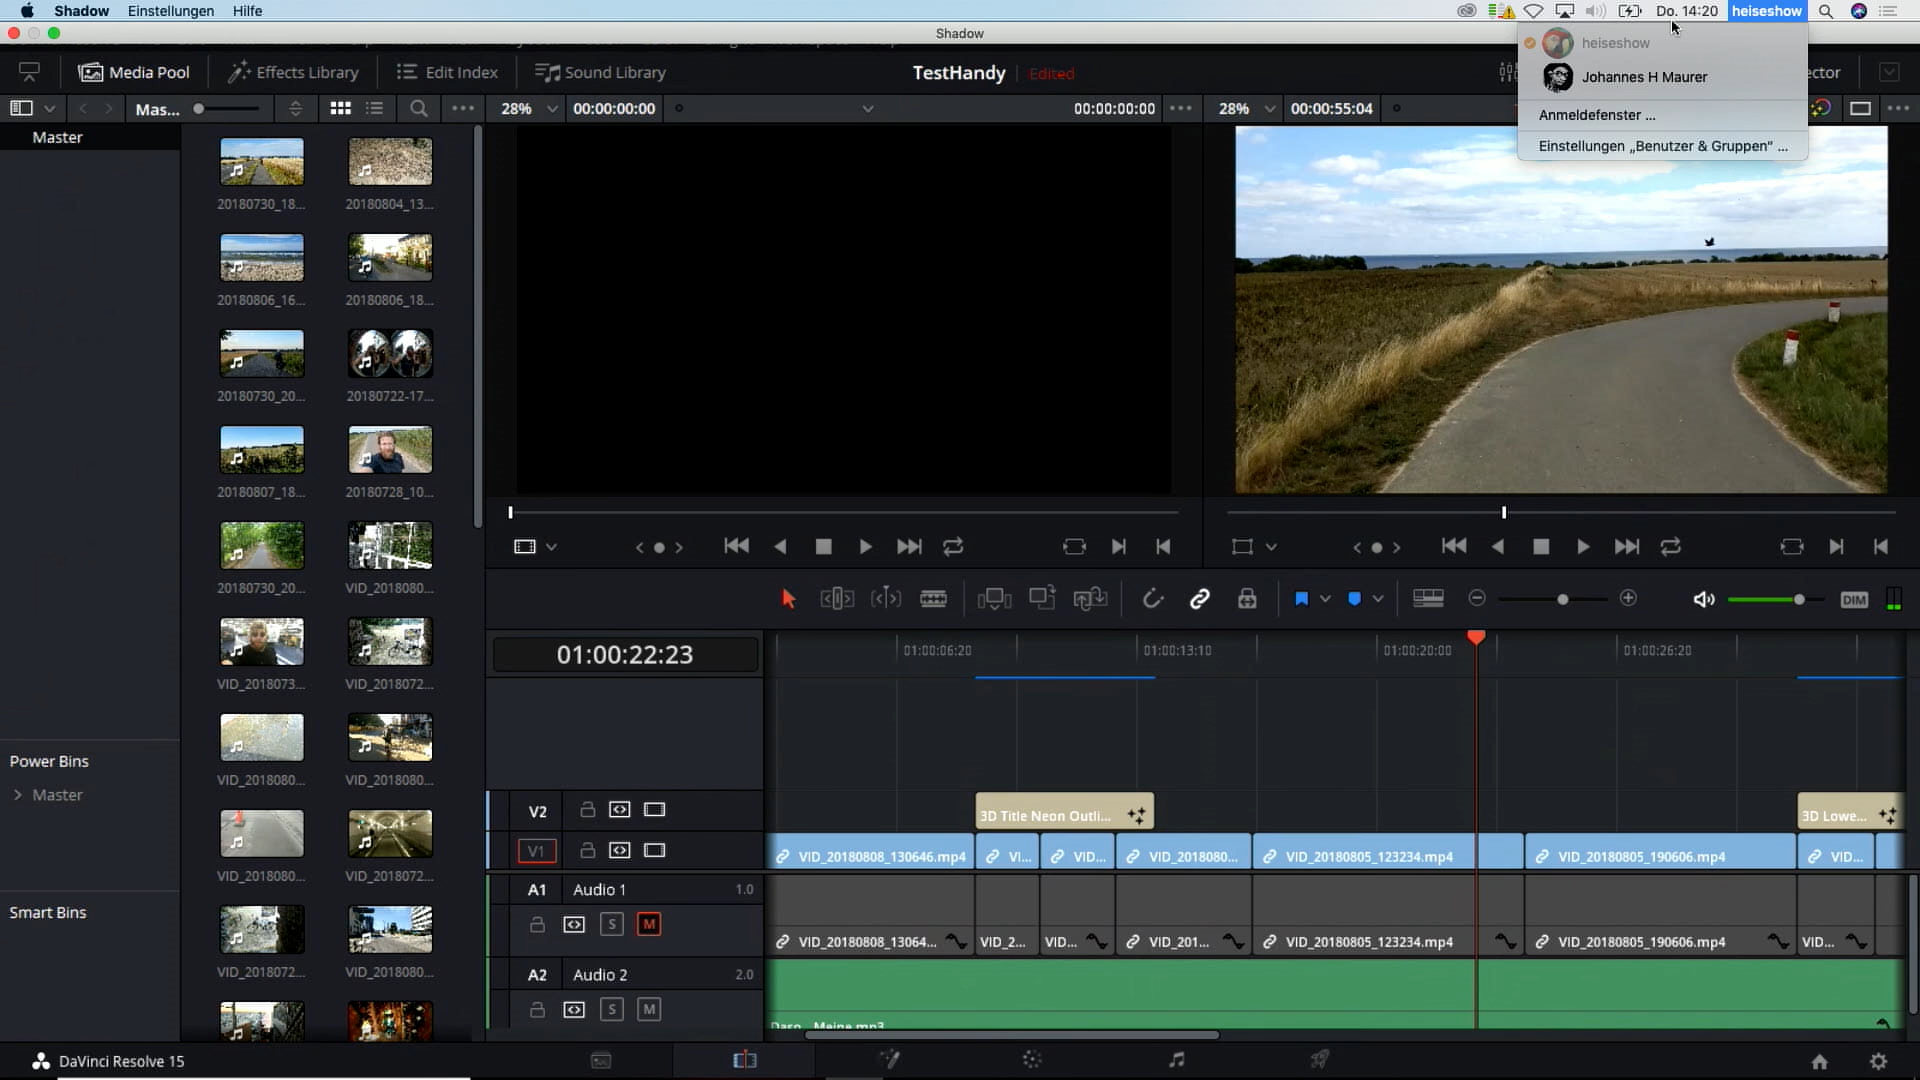 Shadow Einstellungen Hilfe
Do. 14:20 heiseshow
Shadow
heiseshow
Johannes H Maurer
Anmeldefenster ...
Einstellungen „Benutzer & Gruppen“ ...
Media Pool Effects Library Edit Index Sound Library
TestHandy Edited
ector
Mas...
28% 00:00:00:00 00:00:00:00
28% 00:00:55:04
Master
20180730_18... 20180804_13...
20180806_16... 20180806_18...
20180730_20... 20180722-17...
20180807_18... 20180728_10...
20180730_20... VID_2018080...
VID_2018073... VID_2018072...
VID_2018080... VID_2018080...
VID_2018080... VID_2018072...
VID_2018072... VID_2018080...
Power Bins
Master
Smart Bins
DIM
01:00:22:23
01:00:06:20 01:00:13:10 01:00:20:00 01:00:26:20
V2
3D Title Neon Outli... 3D Lowe...
V1
VID_20180808_130646.mp4 VI... VID... VID_2018080... VID_20180805_123234.mp4 VID_20180805_190606.mp4 VID...
A1 Audio 1 1.0
S M
VID_20180808_13064... VID_2... VID... VID_201... VID_20180805_123234.mp4 VID_20180805_190606.mp4 VID...
A2 Audio 2 2.0
S M
DaVinci Resolve 15